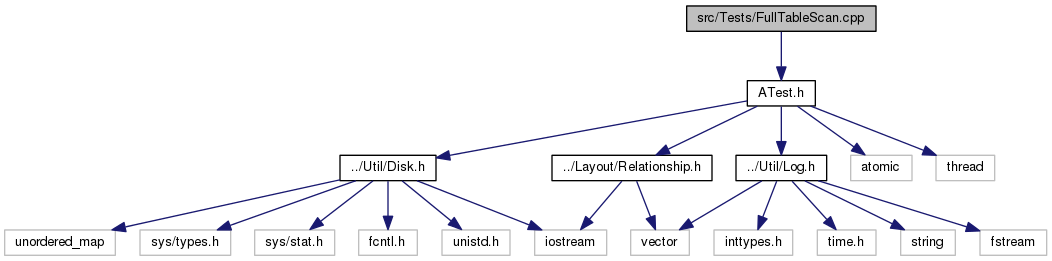 src/Tests/FullTableScan.cpp
ATest.h
../Util/Disk.h
../Layout/Relationship.h
../Util/Log.h
atomic
thread
unordered_map
sys/types.h
sys/stat.h
fcntl.h
unistd.h
iostream
vector
inttypes.h
time.h
string
fstream